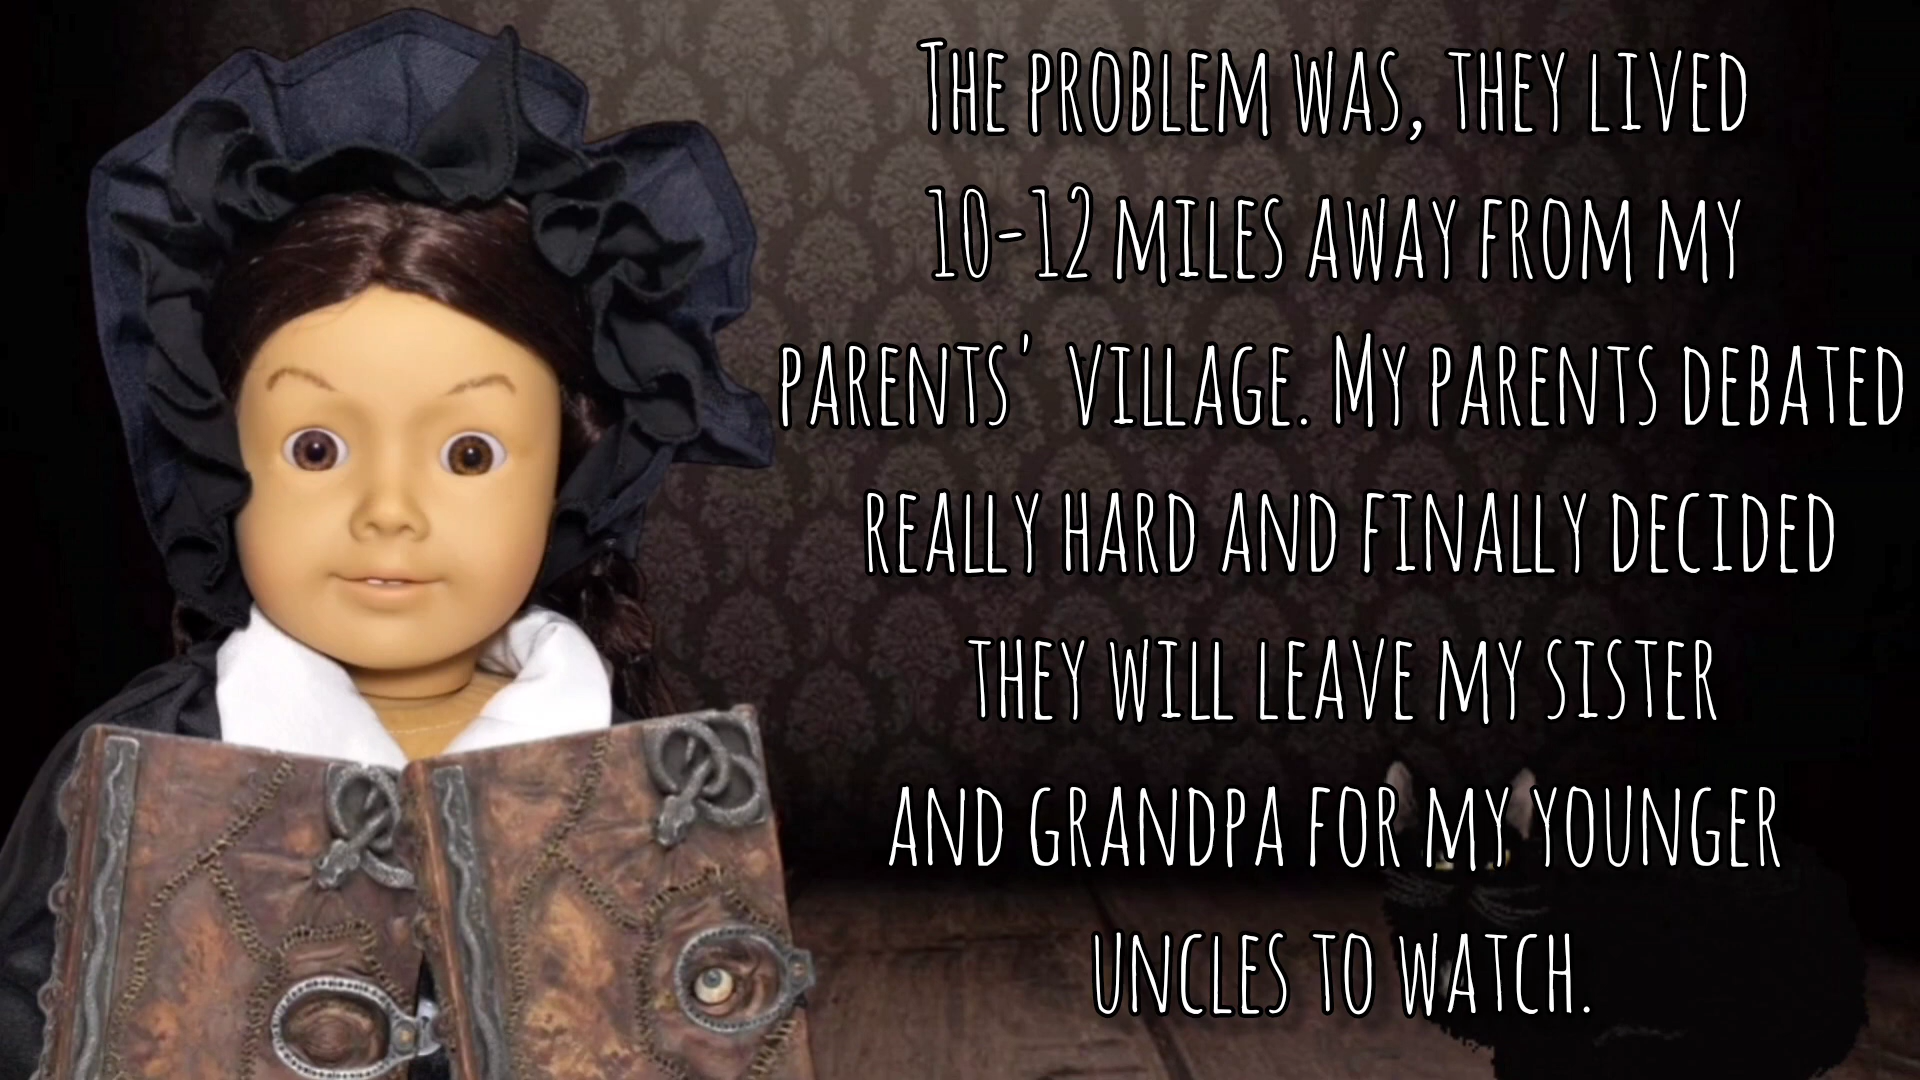 The problem was, they lived
10-12 miles away from my
parents' village. My parents debated
really hard and finally decided
they will leave my sister
and grandpa for my younger
uncles to watch.